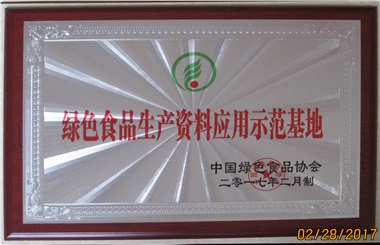 绿色食品生产资料应用示范基地
中国绿色食品协会
二零一七年二月制
02/28/2017